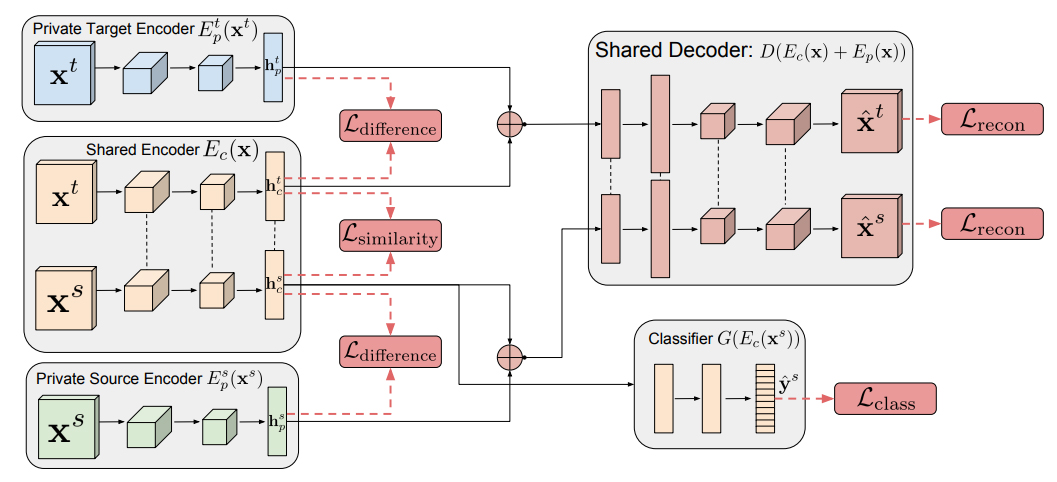 Private Target Encoder $E_p^t(\mathbf{x}^t)$
$\mathbf{x}^t$
$\mathbf{h}_p^t$
$\mathcal{L}_{\text{difference}}$
Shared Encoder $E_c(\mathbf{x})$
$\mathbf{x}^t$
$\mathbf{h}_c^t$
$\mathcal{L}_{\text{similarity}}$
$\mathbf{x}^s$
$\mathbf{h}_c^s$
$\mathcal{L}_{\text{difference}}$
Private Source Encoder $E_p^s(\mathbf{x}^s)$
$\mathbf{x}^s$
$\mathbf{h}_p^s$
Shared Decoder: $D(E_c(\mathbf{x}) + E_p(\mathbf{x}))$
$\hat{\mathbf{x}}^t$
$\mathcal{L}_{\text{recon}}$
$\hat{\mathbf{x}}^s$
$\mathcal{L}_{\text{recon}}$
Classifier $G(E_c(\mathbf{x}^s))$
$\hat{\mathbf{y}}^s$
$\mathcal{L}_{\text{class}}$